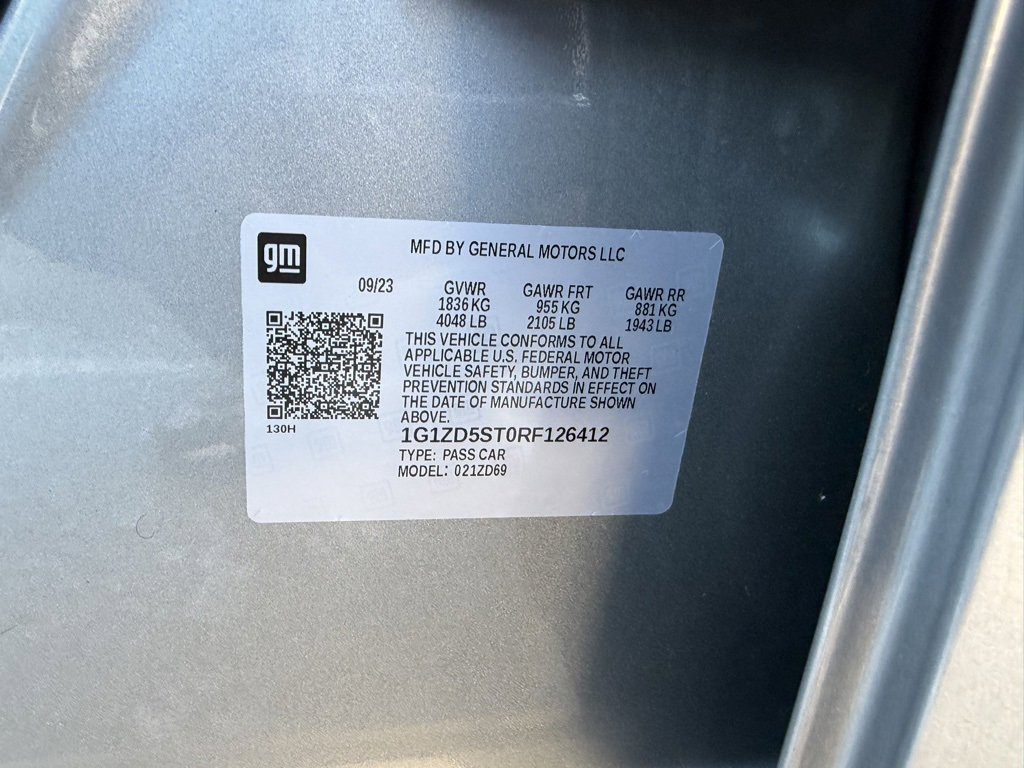 gm
MFD BY GENERAL MOTORS LLC
09/23 GVWR GAWR FRT GAWR RR
1836 KG 955 KG 881 KG
4048 LB 2105 LB 1943 LB
THIS VEHICLE CONFORMS TO ALL
APPLICABLE U.S. FEDERAL MOTOR
VEHICLE SAFETY, BUMPER, AND THEFT
PREVENTION STANDARDS IN EFFECT ON
THE DATE OF MANUFACTURE SHOWN
ABOVE.
130H
1G1ZD5ST0RF126412
TYPE: PASS CAR
MODEL: 021ZD69